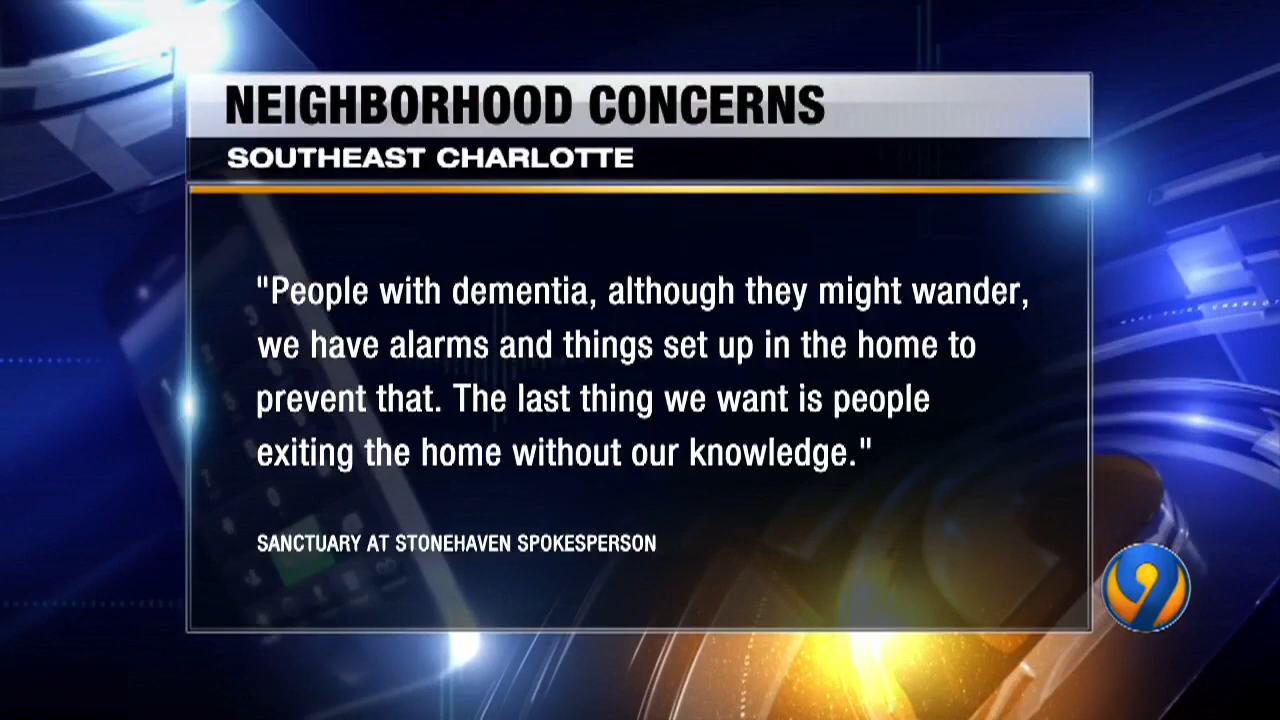 NEIGHBORHOOD CONCERNS
SOUTHEAST CHARLOTTE
"People with dementia, although they might wander,
we have alarms and things set up in the home to
prevent that. The last thing we want is people
exiting the home without our knowledge."
SANCTUARY AT STONEHAVEN SPOKESPERSON
9